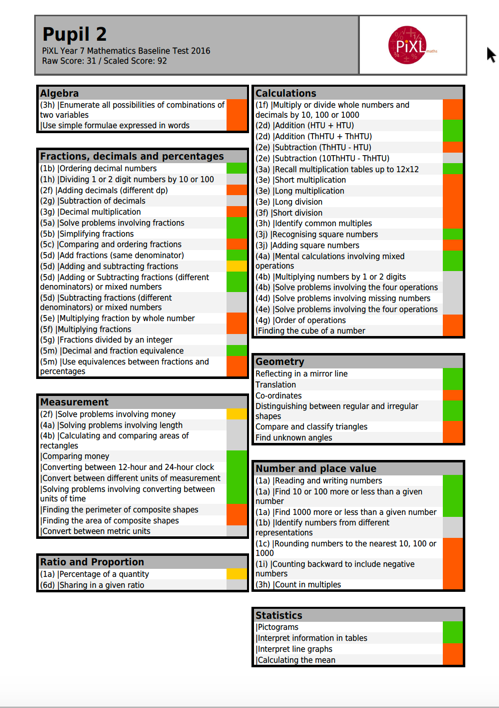 Pupil 2
PiXL Year 7 Mathematics Baseline Test 2016
Raw Score: 31 / Scaled Score: 92
PiXL
maths
Algebra
(3h) |Enumerate all possibilities of combinations of
two variables
|Use simple formulae expressed in words
Fractions, decimals and percentages
(1b) |Ordering decimal numbers
(1h) |Dividing 1 or 2 digit numbers by 10 or 100
(2f) |Adding decimals (different dp)
(2g) |Subtraction of decimals
(3g) |Decimal multiplication
(5a) |Solve problems involving fractions
(5b) |Simplifying fractions
(5c) |Comparing and ordering fractions
(5d) |Add fractions (same denominator)
(5d) |Adding and subtracting fractions
(5d) |Adding or Subtracting fractions (different
denominators) or mixed numbers
(5d) |Subtracting fractions (different
denominators) or mixed numbers
(5e) |Multiplying fraction by whole number
(5f) |Multiplying fractions
(5g) |Fractions divided by an integer
(5m) |Decimal and fraction equivalence
(5m) |Use equivalences between fractions and
percentages
Measurement
(2f) |Solve problems involving money
(4a) |Solving problems involving length
(4b) |Calculating and comparing areas of
rectangles
|Comparing money
|Converting between 12-hour and 24-hour clock
|Convert between different units of measurement
|Solving problems involving converting between
units of time
|Finding the perimeter of composite shapes
|Finding the area of composite shapes
|Convert between metric units
Ratio and Proportion
(1a) |Percentage of a quantity
(6d) |Sharing in a given ratio
Calculations
(1f) |Multiply or divide whole numbers and
decimals by 10, 100 or 1000
(2d) |Addition (HTU + HTU)
(2d) |Addition (ThHTU + ThHTU)
(2e) |Subtraction (ThHTU - HTU)
(2e) |Subtraction (10ThHTU - ThHTU)
(3a) |Recall multiplication tables up to 12x12
(3e) |Short multiplication
(3e) |Long multiplication
(3e) |Long division
(3f) |Short division
(3h) |Identify common multiples
(3j) |Recognising square numbers
(3j) |Adding square numbers
(4a) |Mental calculations involving mixed
operations
(4b) |Multiplying numbers by 1 or 2 digits
(4b) |Solve problems involving the four operations
(4d) |Solve problems involving missing numbers
(4e) |Solve problems involving the four operations
(4g) |Order of operations
|Finding the cube of a number
Geometry
Reflecting in a mirror line
Translation
Co-ordinates
Distinguishing between regular and irregular
shapes
Compare and classify triangles
Find unknown angles
Number and place value
(1a) |Reading and writing numbers
(1a) |Find 10 or 100 more or less than a given
number
(1a) |Find 1000 more or less than a given number
(1b) |Identify numbers from different
representations
(1c) |Rounding numbers to the nearest 10, 100 or
1000
(1i) |Counting backward to include negative
numbers
(3h) |Count in multiples
Statistics
|Pictograms
|Interpret information in tables
|Interpret line graphs
|Calculating the mean